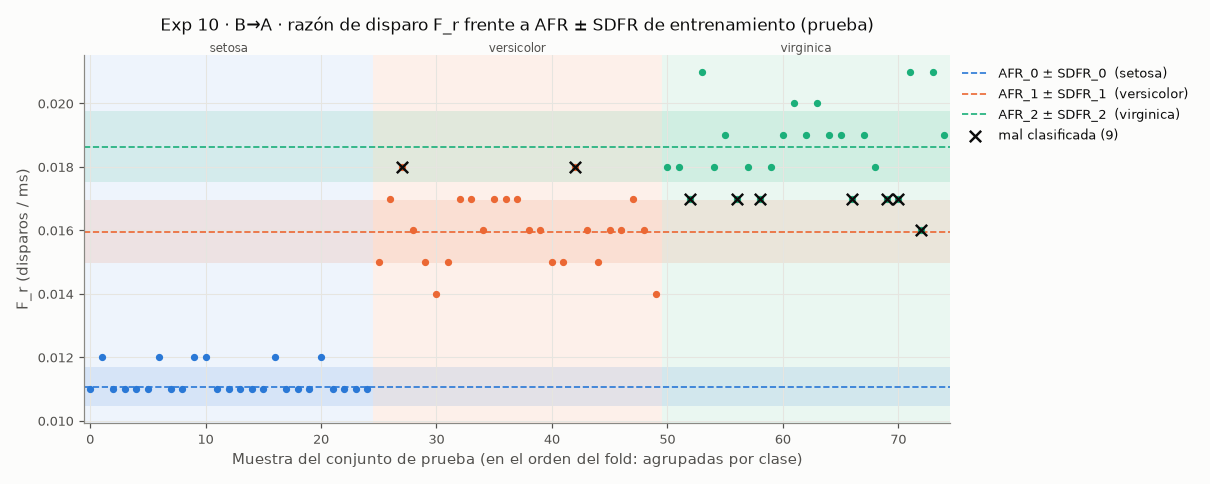 Exp 10 · B→A · razón de disparo F_r frente a AFR ± SDFR de entrenamiento (prueba)
setosa
versicolor
virginica
F_r (disparos / ms)
0.020
0.018
0.016
0.014
0.012
0.010
0
10
20
30
40
50
60
70
Muestra del conjunto de prueba (en el orden del fold: agrupadas por clase)
AFR_0 ± SDFR_0 (setosa)
AFR_1 ± SDFR_1 (versicolor)
AFR_2 ± SDFR_2 (virginica)
mal clasificada (9)